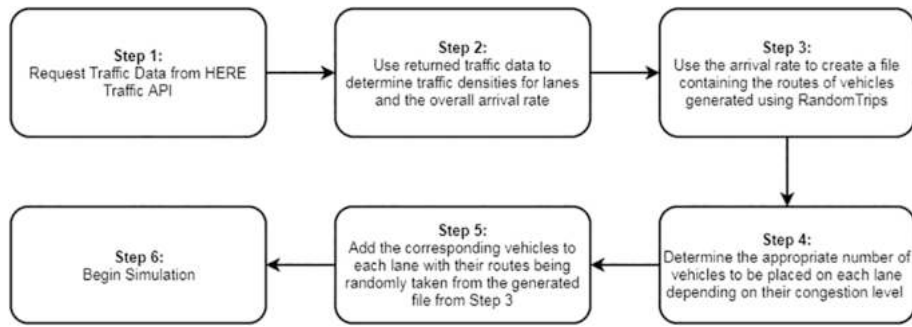 Step 1:
Request Traffic Data from HERE
Traffic API
Step 2:
Use returned traffic data to
determine traffic densities for lanes
and the overall arrival rate
Step 3:
Use the arrival rate to create a file
containing the routes of vehicles
generated using RandomTrips
Step 4:
Determine the appropriate number of
vehicles to be placed on each lane
depending on their congestion level
Step 5:
Add the corresponding vehicles to
each lane with their routes being
randomly taken from the generated
file from Step 3
Step 6:
Begin Simulation